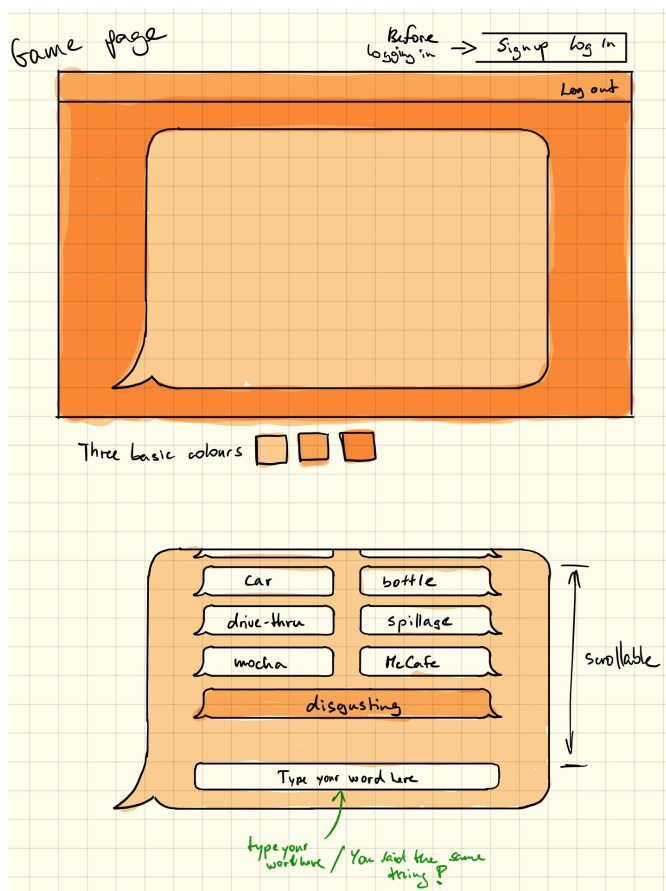 Game page
Before
logging in → Sign up Log In
Log out
Three basic colours
Car bottle
drive-thru spillage
mocha McCafe
scrollable
disgusting
Type your word here
type your
word here / You said the same
thing !